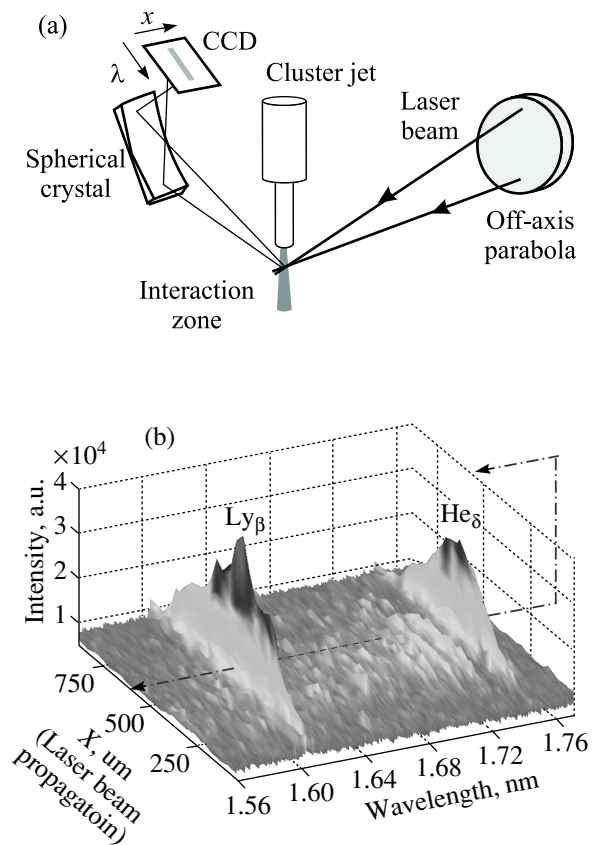 (a)
x
CCD
λ
Cluster jet
Laser
beam
Spherical
crystal
Off-axis
parabola
Interaction
zone
(b)
×10⁴
4
3
2
1
Intensity, a.u.
Lyβ
Heδ
750
500
250
X, um
(Laser beam
propagatoin)
1.56
1.60
1.64
1.68
1.72
1.76
Wavelength, nm